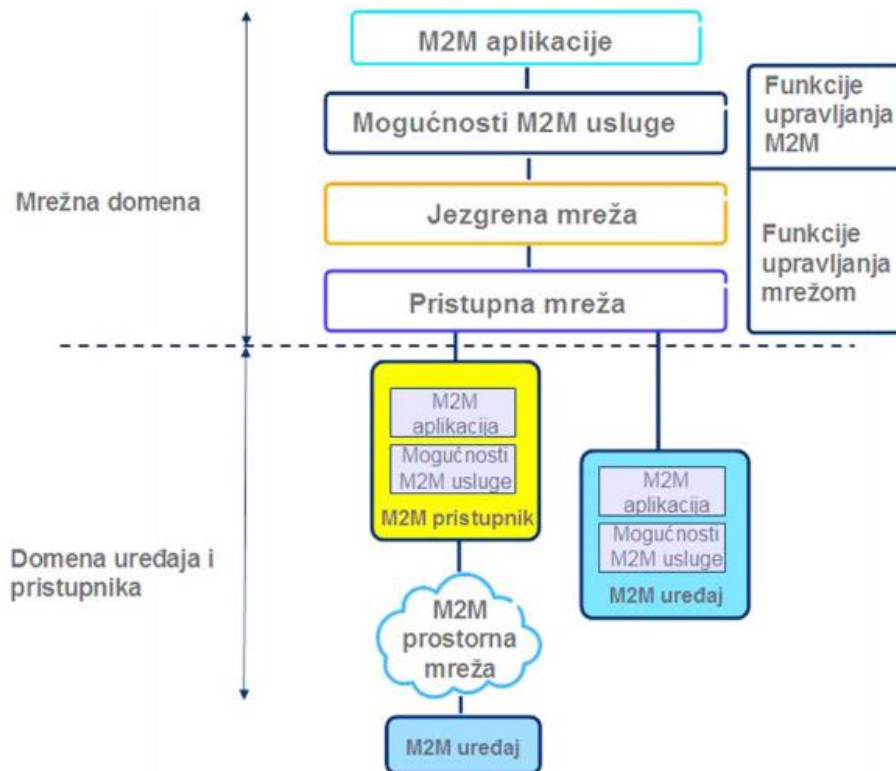 M2M aplikacije
Mogućnosti M2M usluge
Funkcije
upravljanja
M2M
Mrežna domena
Jezgrena mreža
Funkcije
upravljanja
mrežom
Pristupna mreža
M2M
aplikacija
Mogućnosti
M2M usluge
M2M pristupnik
M2M
aplikacija
Mogućnosti
M2M usluge
M2M uređaj
Domena uređaja i
pristupnika
M2M
prostorna
mreža
M2M uređaj